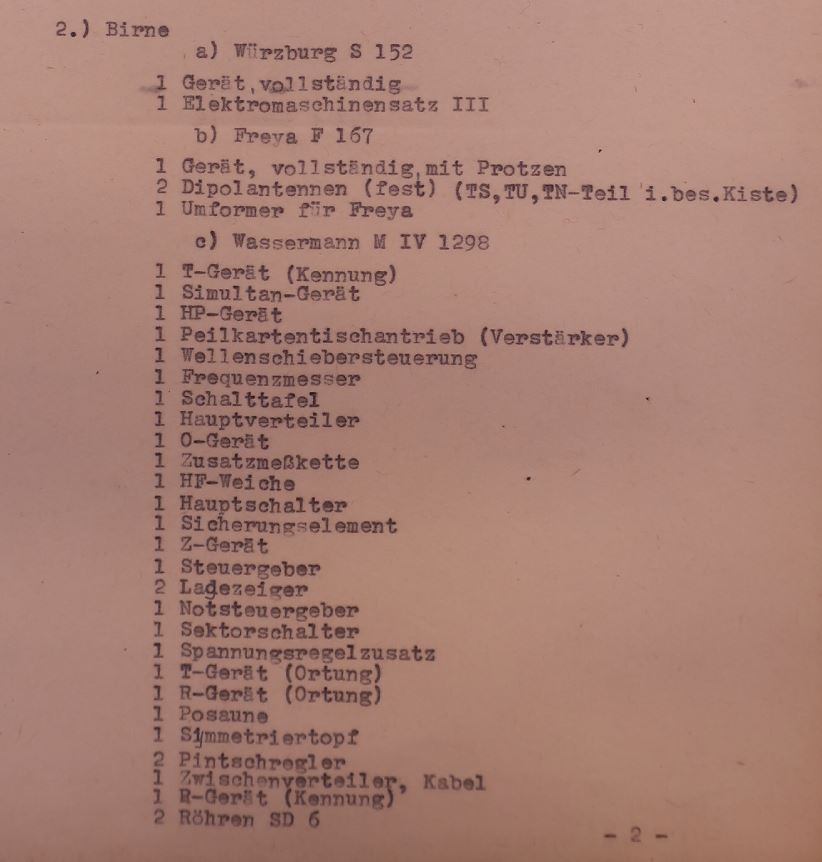 2.) Birne
a) Würzburg S 152
1 Gerät, vollständig
1 Elektromaschinensatz III
b) Freya F 167
1 Gerät, vollständig, mit Protzen
2 Dipolantennen (fest) (TS,TU,TN-Teil i.bes.Kiste)
1 Umformer für Freya
c) Wassermann M IV 1298
1 T-Gerät (Kennung)
1 Simultan-Gerät
1 HP-Gerät
1 Peilkartentischantrieb (Verstärker)
1 Wellenschiebersteuerung
1 Frequenzmesser
1 Schalttafel
1 Hauptverteiler
1 O-Gerät
1 Zusatzmeßkette
1 HF-Weiche
1 Hauptschalter
1 Sicherungselement
1 Z-Gerät
1 Steuergeber
2 Ladezeiger
1 Notsteuergeber
1 Sektorschalter
1 Spannungsregelzusatz
1 T-Gerät (Ortung)
1 R-Gerät (Ortung)
1 Posaune
1 Symmetriertopf
2 Pintschregler
1 Zwischenverteiler, Kabel
1 R-Gerät (Kennung)
2 Röhren SD 6
- 2 -